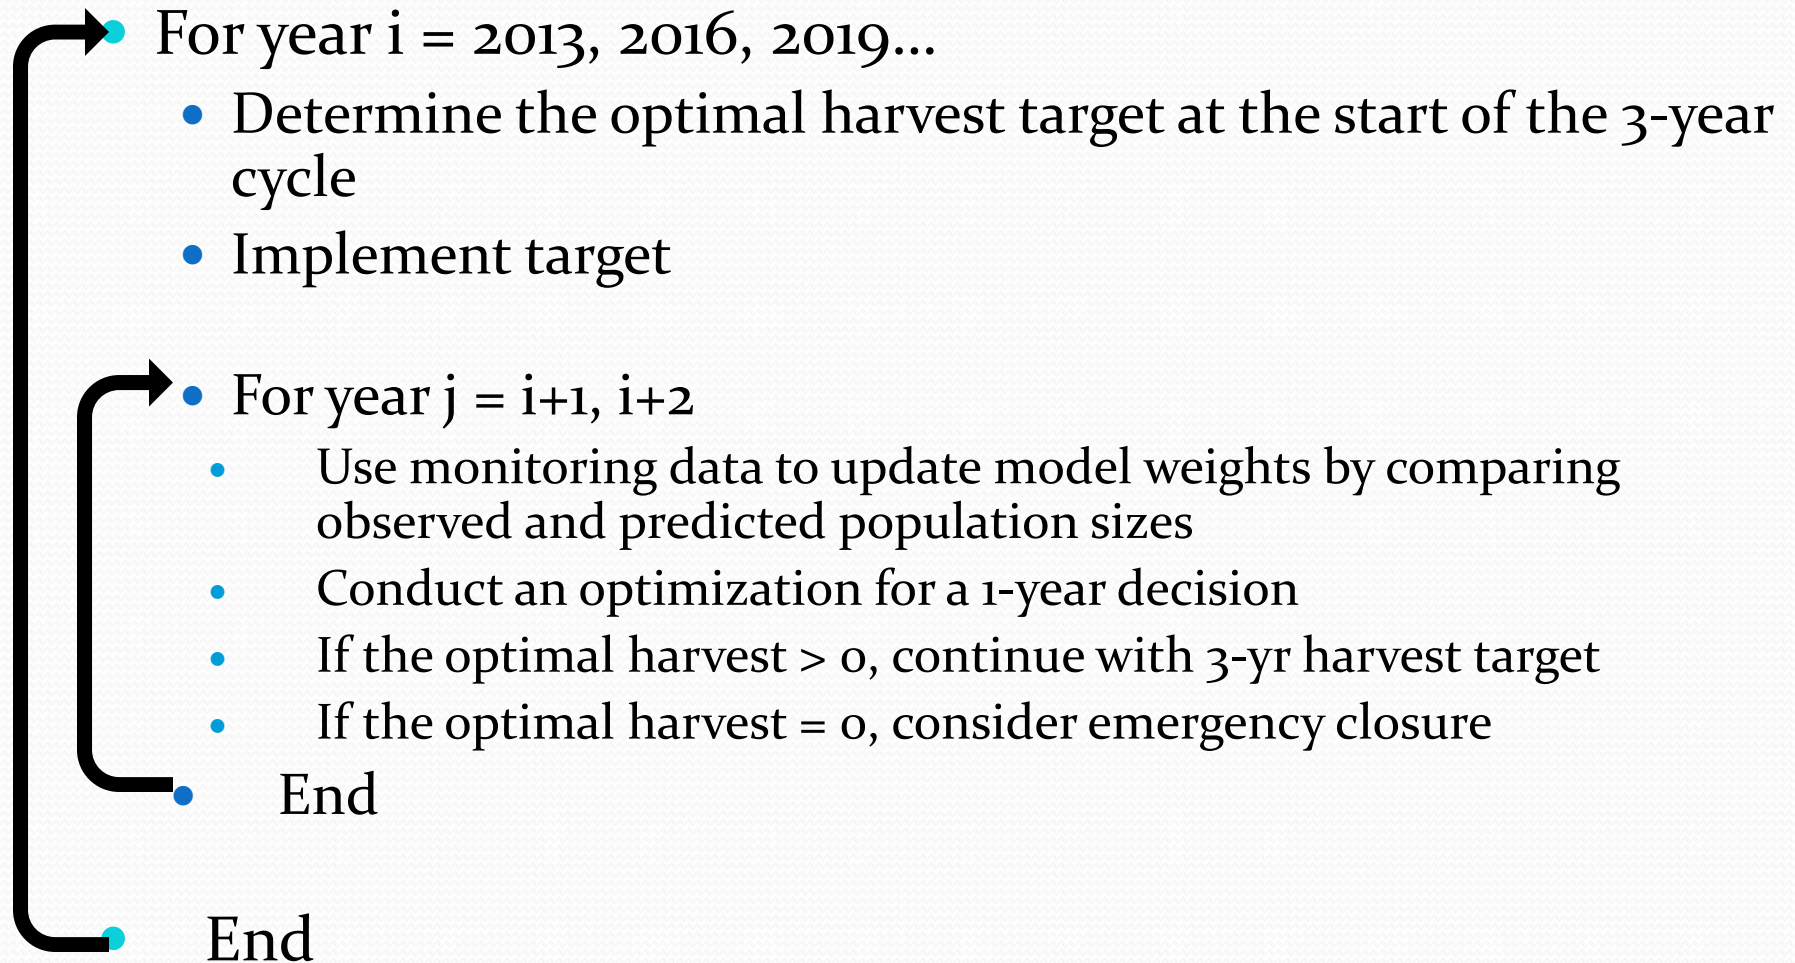 For year i = 2013, 2016, 2019...
Determine the optimal harvest target at the start of the 3-year
cycle
Implement target
For year j = i+1, i+2
Use monitoring data to update model weights by comparing
observed and predicted population sizes
Conduct an optimization for a 1-year decision
If the optimal harvest > 0, continue with 3-yr harvest target
If the optimal harvest = 0, consider emergency closure
End
End